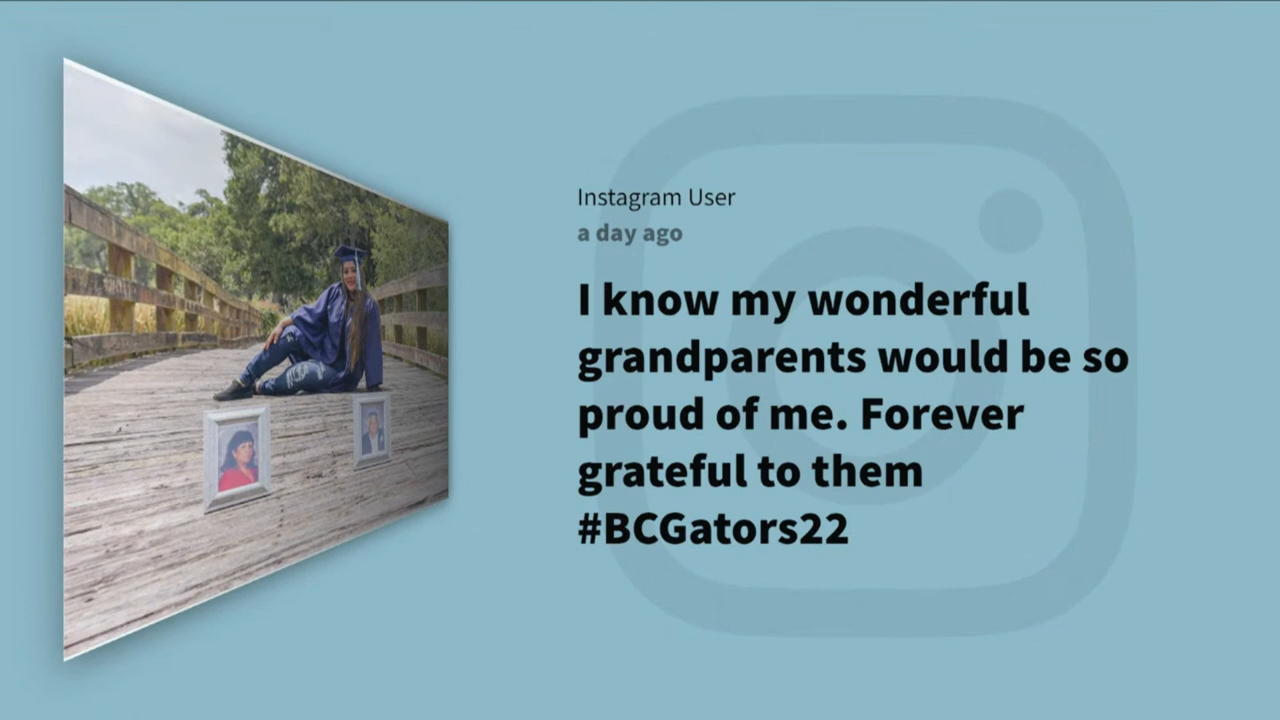 Instagram User
a day ago
I know my wonderful
grandparents would be so
proud of me. Forever
grateful to them
#BCGators22